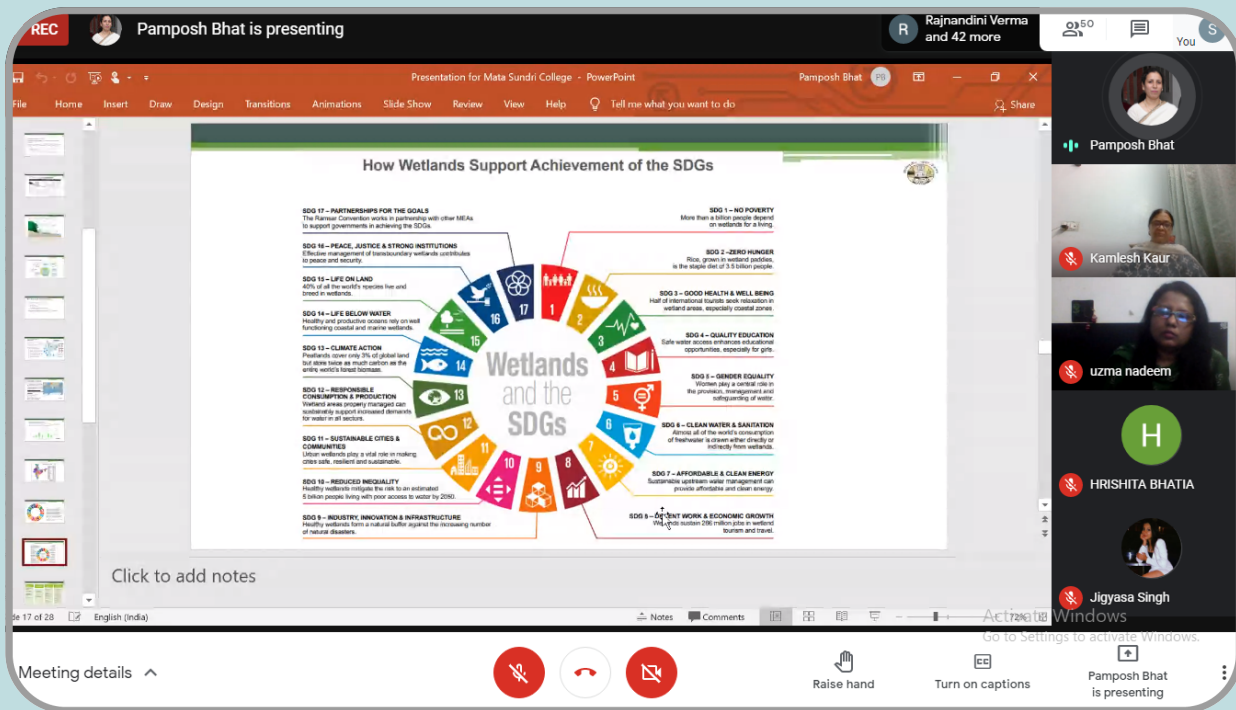 REC
Pamposh Bhat is presenting
R
Rajnandini Verma
and 42 more
50
You
S
Presentation for Mata Sundri College - PowerPoint
Pamposh Bhat
PB
File
Home
Insert
Draw
Design
Transitions
Animations
Slide Show
Review
View
Help
Tell me what you want to do
Share
How Wetlands Support Achievement of the SDGs
SDG 17 – PARTNERSHIPS FOR THE GOALS
The Ramsar Convention works in partnership with other MEAs
to support governments in achieving the SDGs.
SDG 16 – PEACE, JUSTICE & STRONG INSTITUTIONS
Effective management of transboundary wetlands contributes
to peace and security.
SDG 15 – LIFE ON LAND
40% of all the world's species live and
breed in wetlands.
SDG 14 – LIFE BELOW WATER
Healthy and productive oceans rely on well
functioning coastal and marine wetlands.
SDG 13 – CLIMATE ACTION
Peatlands cover only 3% of global land
but store twice as much carbon as the
entire world's forest biomass.
SDG 12 – RESPONSIBLE
CONSUMPTION & PRODUCTION
Wetland areas properly managed can
sustainably support increased demands
for water in all sectors.
SDG 11 – SUSTAINABLE CITIES &
COMMUNITIES
Urban wetlands play a vital role in making
cities safe, resilient and sustainable.
SDG 10 – REDUCED INEQUALITY
Healthy wetlands mitigate the risk to an estimated
5 billion people living with poor access to water by 2050.
SDG 9 – INDUSTRY, INNOVATION & INFRASTRUCTURE
Healthy wetlands form a natural buffer against the increasing number
of natural disasters.
SDG 1 – NO POVERTY
More than a billion people depend
on wetlands for a living.
SDG 2 –ZERO HUNGER
Rice, grown in wetland paddies,
is the staple diet of 3.5 billion people.
SDG 3 – GOOD HEALTH & WELL BEING
Half of international tourists seek relaxation in
wetland areas, especially coastal zones.
SDG 4 – QUALITY EDUCATION
Safe water access enhances educational
opportunities, especially for girls.
SDG 5 – GENDER EQUALITY
Women play a central role in
the provision, management and
safeguarding of water.
SDG 6 – CLEAN WATER & SANITATION
Almost all of the world's consumption
of freshwater is drawn either directly or
indirectly from wetlands.
SDG 7 – AFFORDABLE & CLEAN ENERGY
Sustainable upstream water management can
provide affordable and clean energy.
SDG 8 – DECENT WORK & ECONOMIC GROWTH
Wetlands sustain 266 million jobs in wetland
tourism and travel.
1
2
3
4
5
6
7
8
9
10
11
12
13
14
15
16
17
Wetlands
and the
SDGs
Click to add notes
17 of 28
English (India)
Notes
Comments
72%
Pamposh Bhat
Kamlesh Kaur
uzma nadeem
H
HRISHITA BHATIA
Jigyasa Singh
Activate Windows
Go to Settings to activate Windows.
Meeting details
Raise hand
CC
Turn on captions
Pamposh Bhat
is presenting